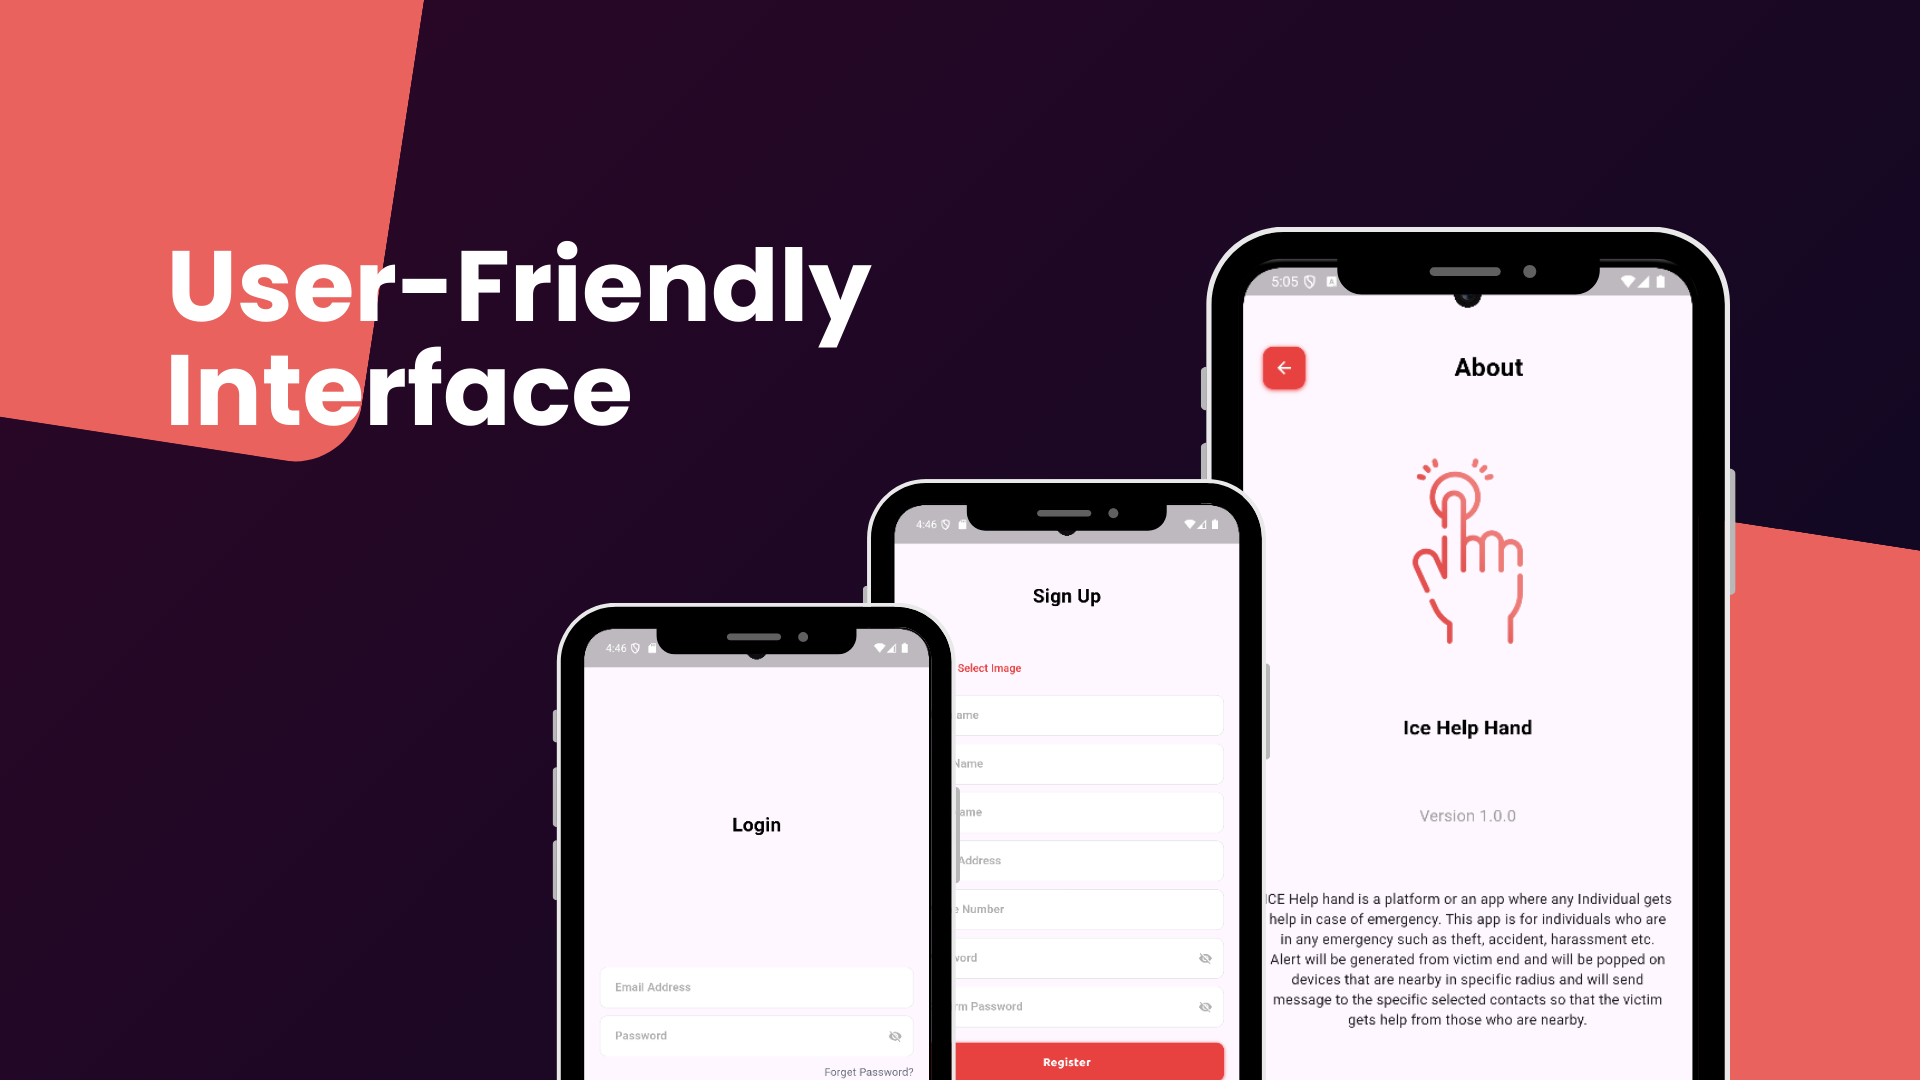 User-Friendly
Interface
5:05
About
Ice Help Hand
Version 1.0.0
ICE Help hand is a platform or an app where any Individual gets
help in case of emergency. This app is for individuals who are
in any emergency such as theft, accident, harassment etc.
Alert will be generated from victim end and will be popped on
devices that are nearby in specific radius and will send
message to the specific selected contacts so that the victim
gets help from those who are nearby.
4:46
Sign Up
Select Image
ame
Name
ame
Address
e Number
word
rm Password
Register
4:46
Login
Email Address
Password
Forget Password?